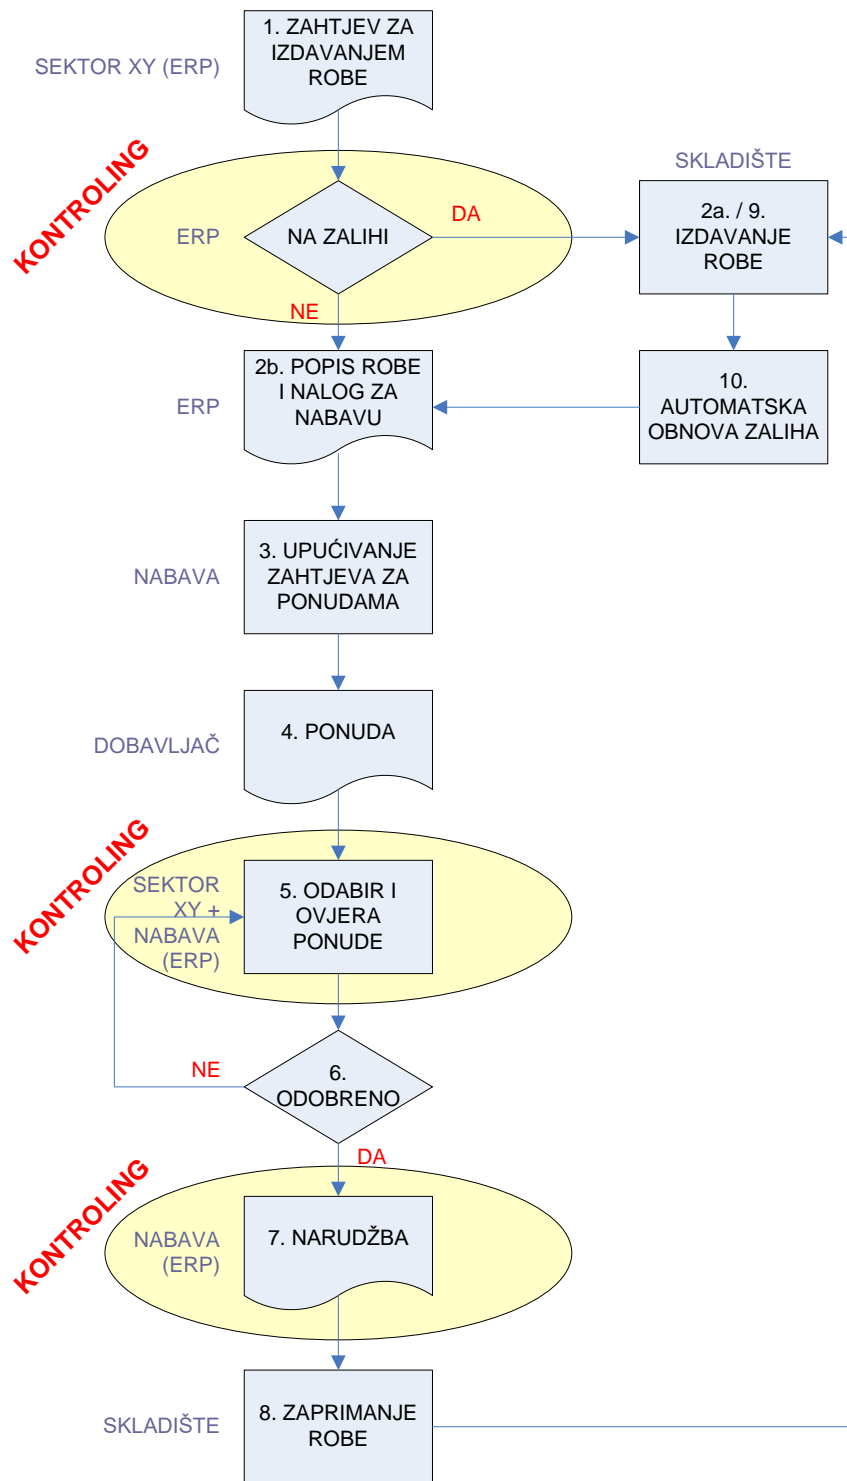 1. ZAHTJEV ZA
IZDAVANJEM
ROBE
SEKTOR XY (ERP)
KONTROLING
SKLADIŠTE
ERP
NA ZALIHI
DA
2a. / 9.
IZDAVANJE
ROBE
NE
ERP
2b. POPIS ROBE
I NALOG ZA
NABAVU
10.
AUTOMATSKA
OBNOVA ZALIHA
NABAVA
3. UPUĆIVANJE
ZAHTJEVA ZA
PONUDAMA
DOBAVLJAČ
4. PONUDA
KONTROLING
SEKTOR
XY +
NABAVA
(ERP)
5. ODABIR I
OVJERA
PONUDE
NE
6.
ODOBRENO
DA
KONTROLING
NABAVA
(ERP)
7. NARUDŽBA
SKLADIŠTE
8. ZAPRIMANJE
ROBE